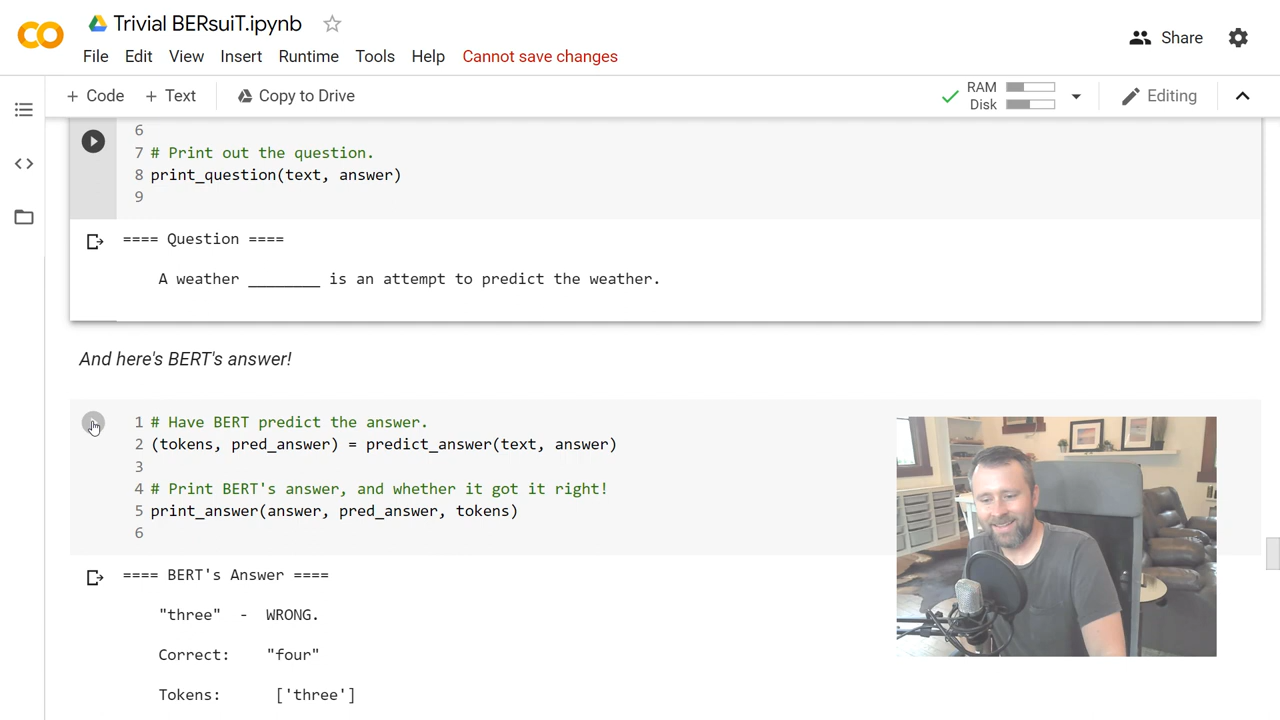 Trivial BERsuiT.ipynb
File Edit View Insert Runtime Tools Help Cannot save changes
Share
+ Code + Text Copy to Drive
RAM
Disk
Editing
6
7 # Print out the question.
8 print_question(text, answer)
9
==== Question ====
A weather ________ is an attempt to predict the weather.
And here's BERT's answer!
1 # Have BERT predict the answer.
2 (tokens, pred_answer) = predict_answer(text, answer)
3
4 # Print BERT's answer, and whether it got it right!
5 print_answer(answer, pred_answer, tokens)
6
==== BERT's Answer ====
"three" - WRONG.
Correct: "four"
Tokens: ['three']